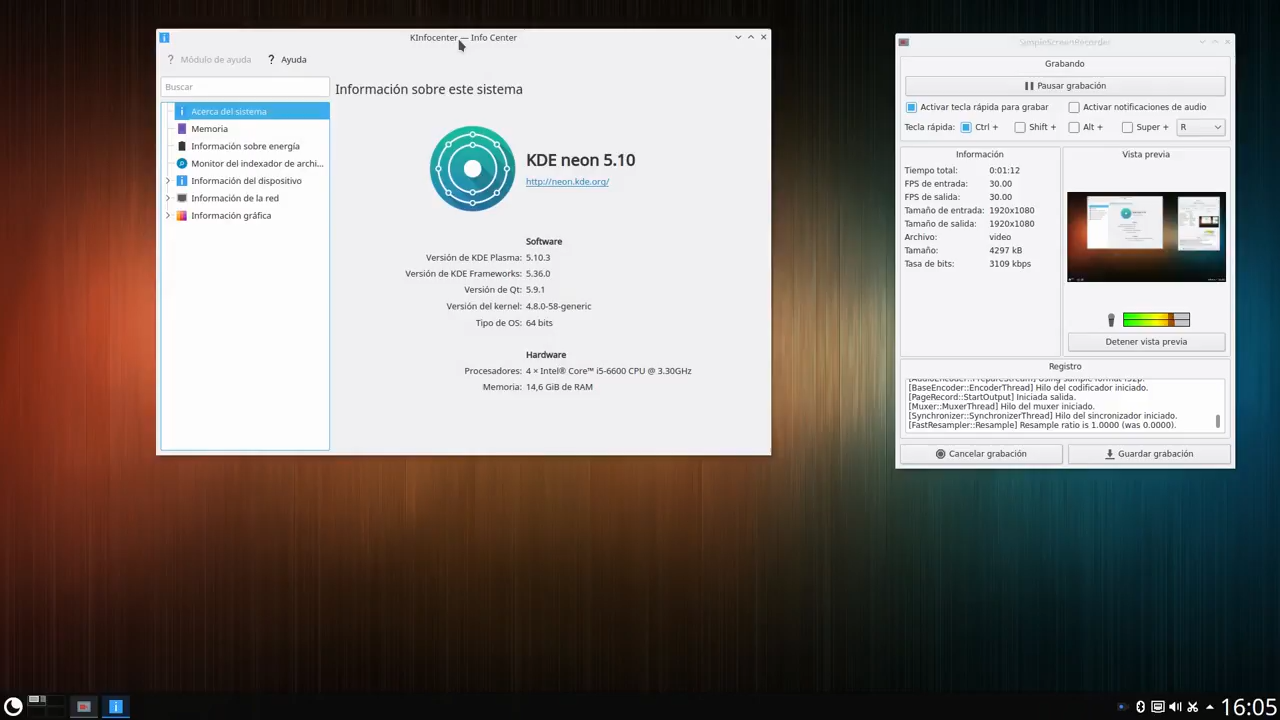 KInfocenter — Info Center
? Módulo de ayuda ? Ayuda
Buscar
Acerca del sistema
Memoria
Información sobre energía
Monitor del indexador de archi...
Información del dispositivo
Información de la red
Información gráfica
Información sobre este sistema
KDE neon 5.10
http://neon.kde.org/
Software
Versión de KDE Plasma: 5.10.3
Versión de KDE Frameworks: 5.36.0
Versión de Qt: 5.9.1
Versión del kernel: 4.8.0-58-generic
Tipo de OS: 64 bits
Hardware
Procesadores: 4 × Intel® Core™ i5-6600 CPU @ 3.30GHz
Memoria: 14,6 GiB de RAM
SimpleScreenRecorder
Grabando
Pausar grabación
Activar tecla rápida para grabar Activar notificaciones de audio
Tecla rápida: Ctrl + Shift + Alt + Super + R
Información
Tiempo total: 0:01:12
FPS de entrada: 30.00
FPS de salida: 30.00
Tamaño de entrada: 1920x1080
Tamaño de salida: 1920x1080
Archivo: video
Tamaño: 4297 kB
Tasa de bits: 3109 kbps
Vista previa
Detener vista previa
Registro
[BaseEncoder::EncoderThread] Hilo del codificador iniciado.
[PageRecord::StartOutput] Iniciada salida.
[Muxer::MuxerThread] Hilo del muxer iniciado.
[Synchronizer::SynchronizerThread] Hilo del sincronizador iniciado.
[FastResampler::Resample] Resample ratio is 1.0000 (was 0.0000).
Cancelar grabación Guardar grabación
16:05